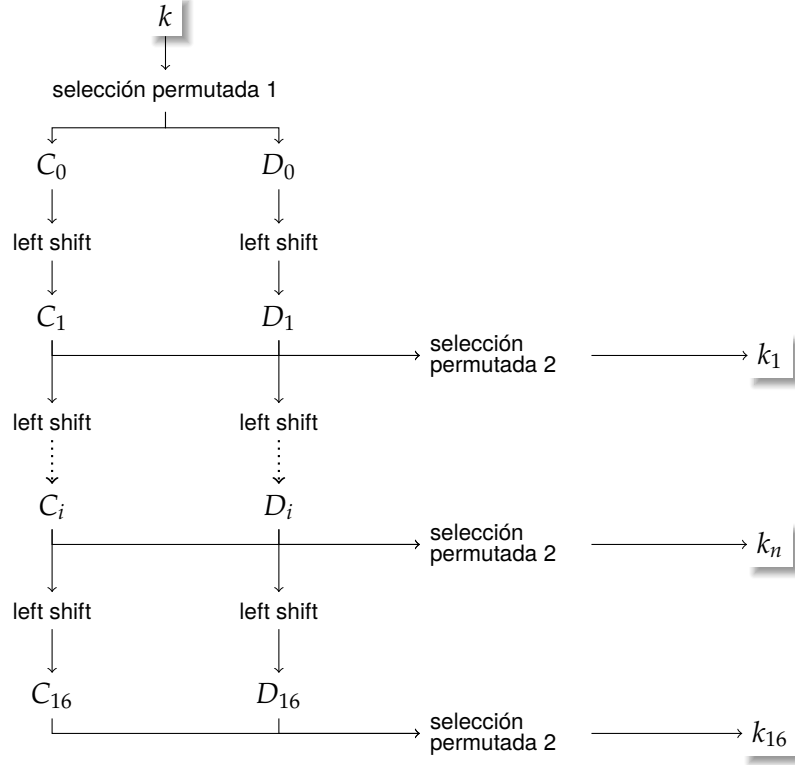 k
selección permutada 1
C₀ D₀
left shift left shift
C₁ D₁
selección
permutada 2
k₁
left shift left shift
Cᵢ Dᵢ
selección
permutada 2
kₙ
left shift left shift
C₁₆ D₁₆
selección
permutada 2
k₁₆